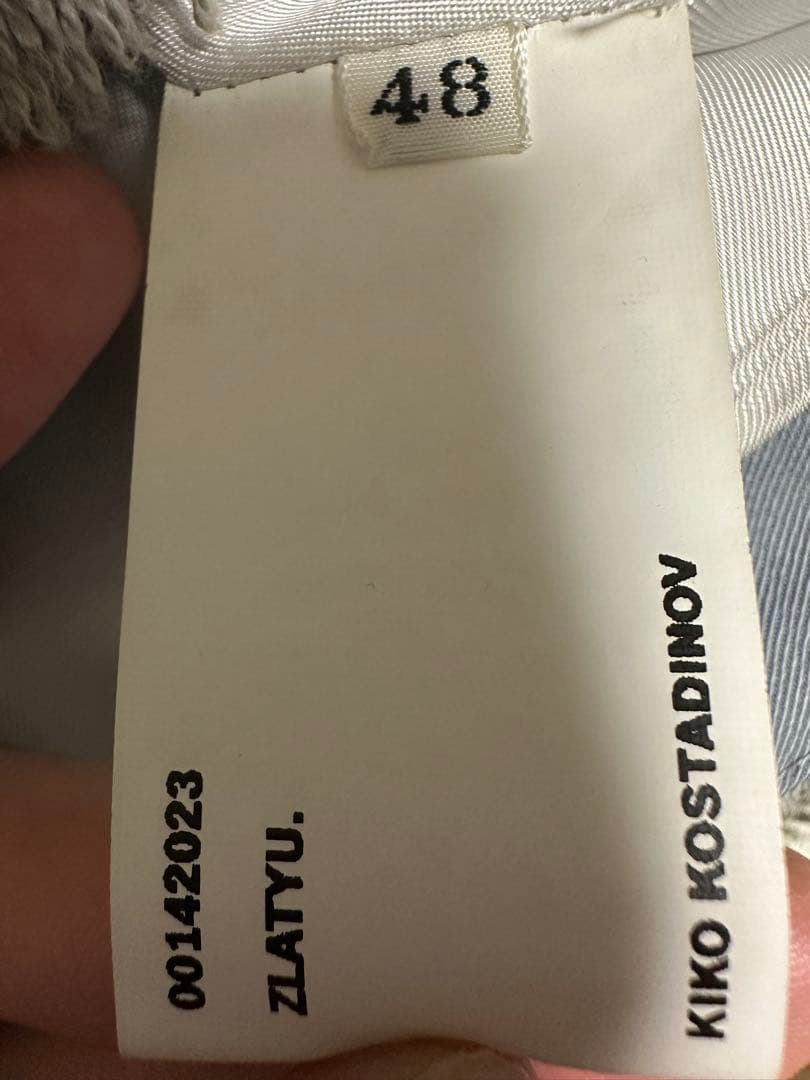 48
00142023
ZLATYU.
KIKO KOSTADINOV